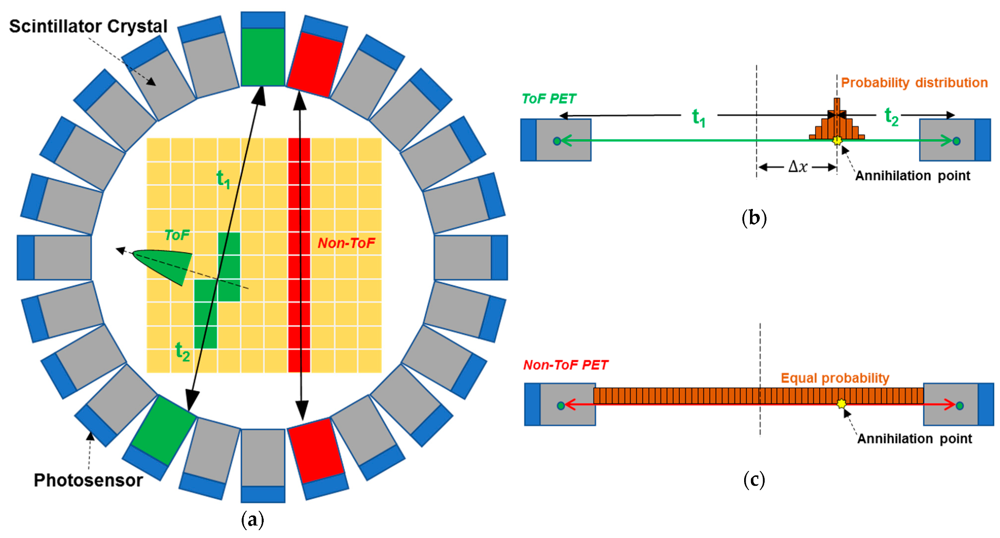 Scintillator Crystal
t1
ToF
Non-ToF
t2
Photosensor
(a)
Probability distribution
ToF PET
t1
t2
Δx
Annihilation point
(b)
Non-ToF PET
Equal probability
Annihilation point
(c)